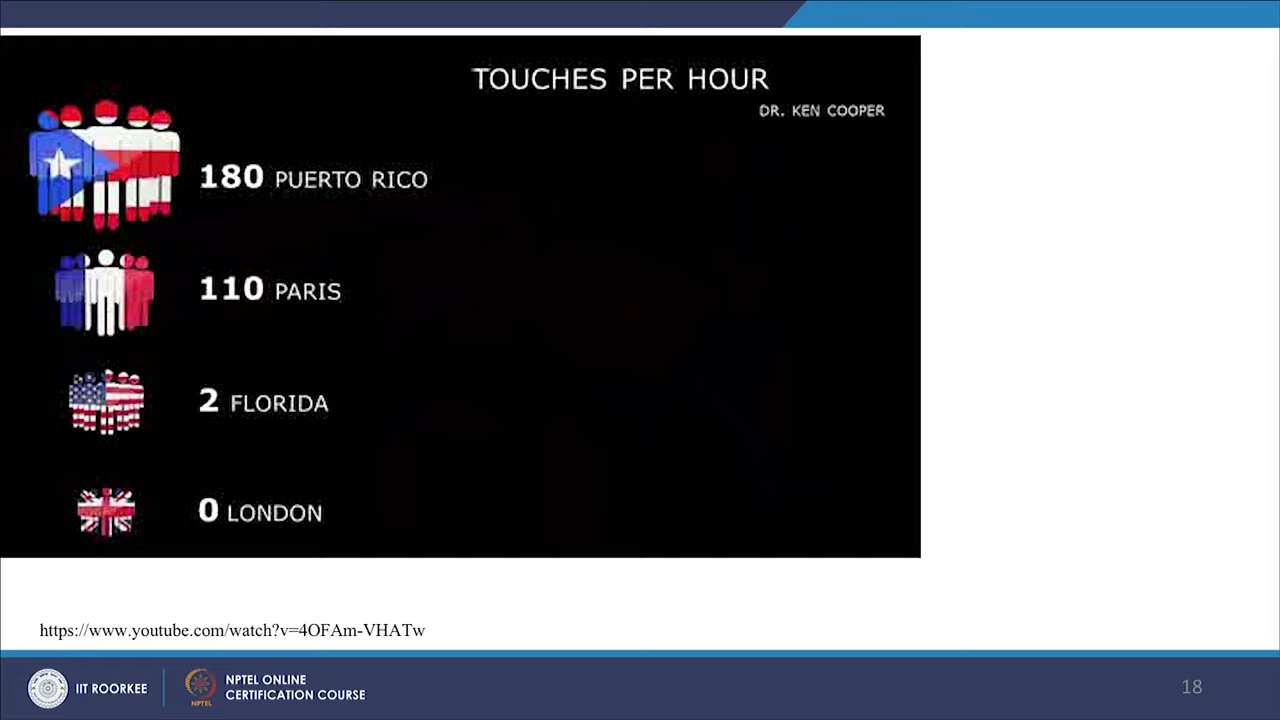 TOUCHES PER HOUR
DR. KEN COOPER
180 PUERTO RICO
110 PARIS
2 FLORIDA
0 LONDON
https://www.youtube.com/watch?v=4OFAm-VHATw
IIT ROORKEE
NPTEL
NPTEL ONLINE
CERTIFICATION COURSE
18